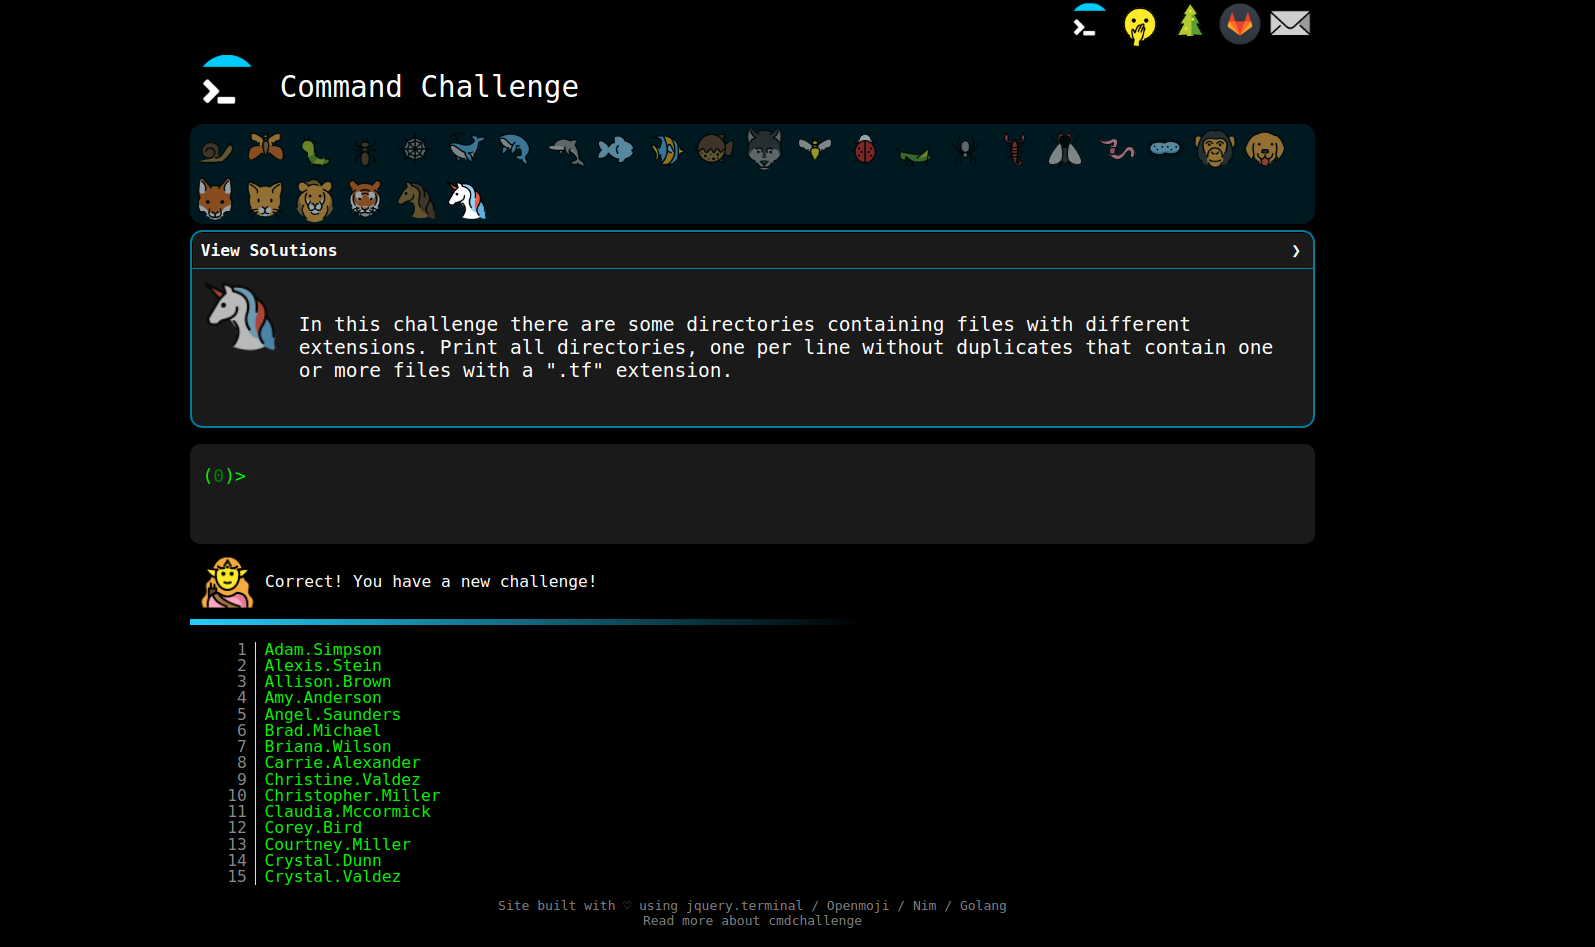 Command Challenge
View Solutions ❯
In this challenge there are some directories containing files with different
extensions. Print all directories, one per line without duplicates that contain one
or more files with a ".tf" extension.
(0)>
Correct! You have a new challenge!
1 Adam.Simpson
2 Alexis.Stein
3 Allison.Brown
4 Amy.Anderson
5 Angel.Saunders
6 Brad.Michael
7 Briana.Wilson
8 Carrie.Alexander
9 Christine.Valdez
10 Christopher.Miller
11 Claudia.Mccormick
12 Corey.Bird
13 Courtney.Miller
14 Crystal.Dunn
15 Crystal.Valdez
Site built with ♡ using jquery.terminal / Openmoji / Nim / Golang
Read more about cmdchallenge